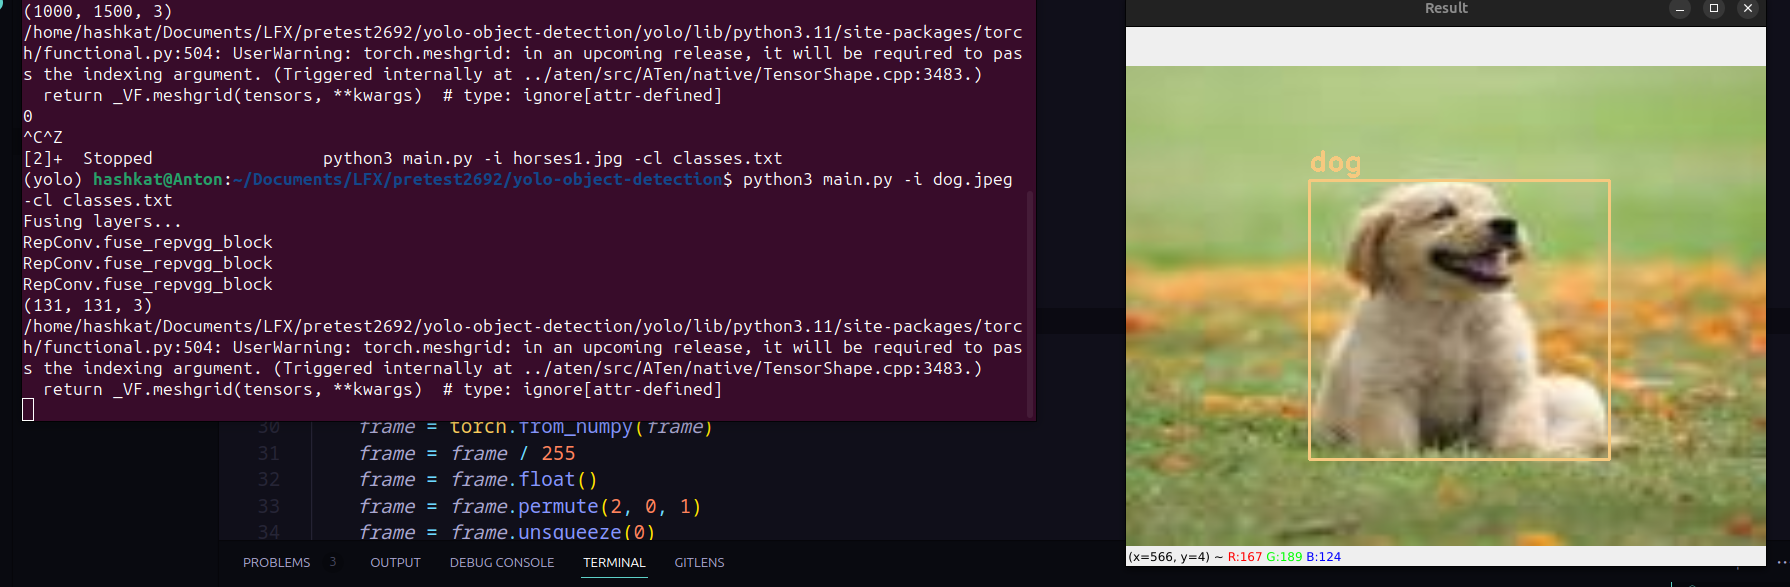 (1000, 1500, 3)
/home/hashkat/Documents/LFX/pretest2692/yolo-object-detection/yolo/lib/python3.11/site-packages/torc
h/functional.py:504: UserWarning: torch.meshgrid: in an upcoming release, it will be required to pas
s the indexing argument. (Triggered internally at ../aten/src/ATen/native/TensorShape.cpp:3483.)
  return _VF.meshgrid(tensors, **kwargs)  # type: ignore[attr-defined]
0
^C^Z
[2]+  Stopped                 python3 main.py -i horses1.jpg -cl classes.txt
(yolo) hashkat@Anton:~/Documents/LFX/pretest2692/yolo-object-detection$ python3 main.py -i dog.jpeg
-cl classes.txt
Fusing layers...
RepConv.fuse_repvgg_block
RepConv.fuse_repvgg_block
RepConv.fuse_repvgg_block
(131, 131, 3)
/home/hashkat/Documents/LFX/pretest2692/yolo-object-detection/yolo/lib/python3.11/site-packages/torc
h/functional.py:504: UserWarning: torch.meshgrid: in an upcoming release, it will be required to pas
s the indexing argument. (Triggered internally at ../aten/src/ATen/native/TensorShape.cpp:3483.)
  return _VF.meshgrid(tensors, **kwargs)  # type: ignore[attr-defined]
30 frame = torch.from_numpy(frame)
31 frame = frame / 255
32 frame = frame.float()
33 frame = frame.permute(2, 0, 1)
34 frame = frame.unsqueeze(0)
PROBLEMS 3 OUTPUT DEBUG CONSOLE TERMINAL GITLENS
Result
dog
(x=566, y=4) ~ R:167 G:189 B:124